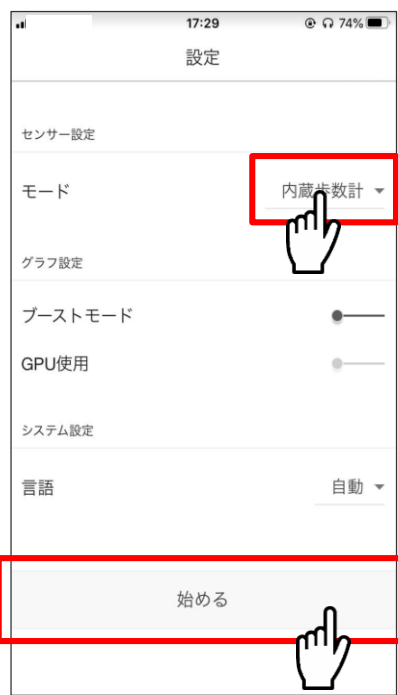 17:29
74%
設定
センサー設定
モード
内蔵歩数計
グラフ設定
ブーストモード
GPU使用
システム設定
言語
自動
始める